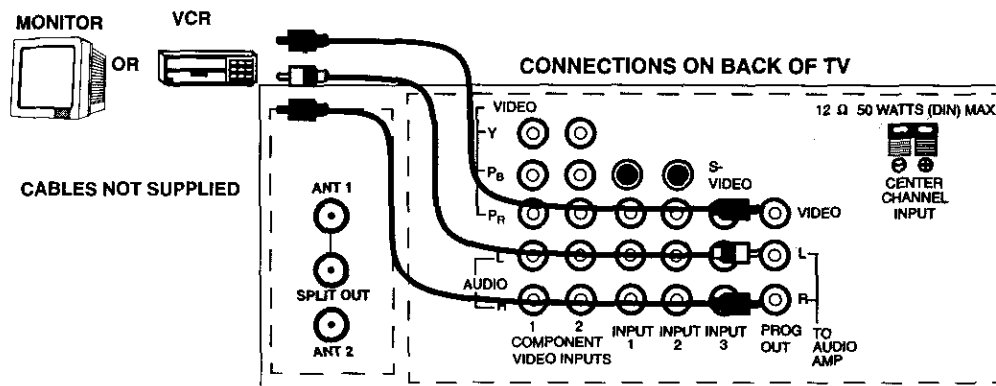 MONITOR
VCR
OR
CONNECTIONS ON BACK OF TV
CABLES NOT SUPPLIED
VIDEO
Y
PB
PR
S-
VIDEO
VIDEO
12 Ω 50 WATTS (DIN) MAX
CENTER
CHANNEL
INPUT
ANT 1
SPLIT OUT
ANT 2
L
AUDIO
R
L
R
1
2
COMPONENT
VIDEO INPUTS
INPUT
1
INPUT
2
INPUT
3
PROG
OUT
TO
AUDIO
AMP